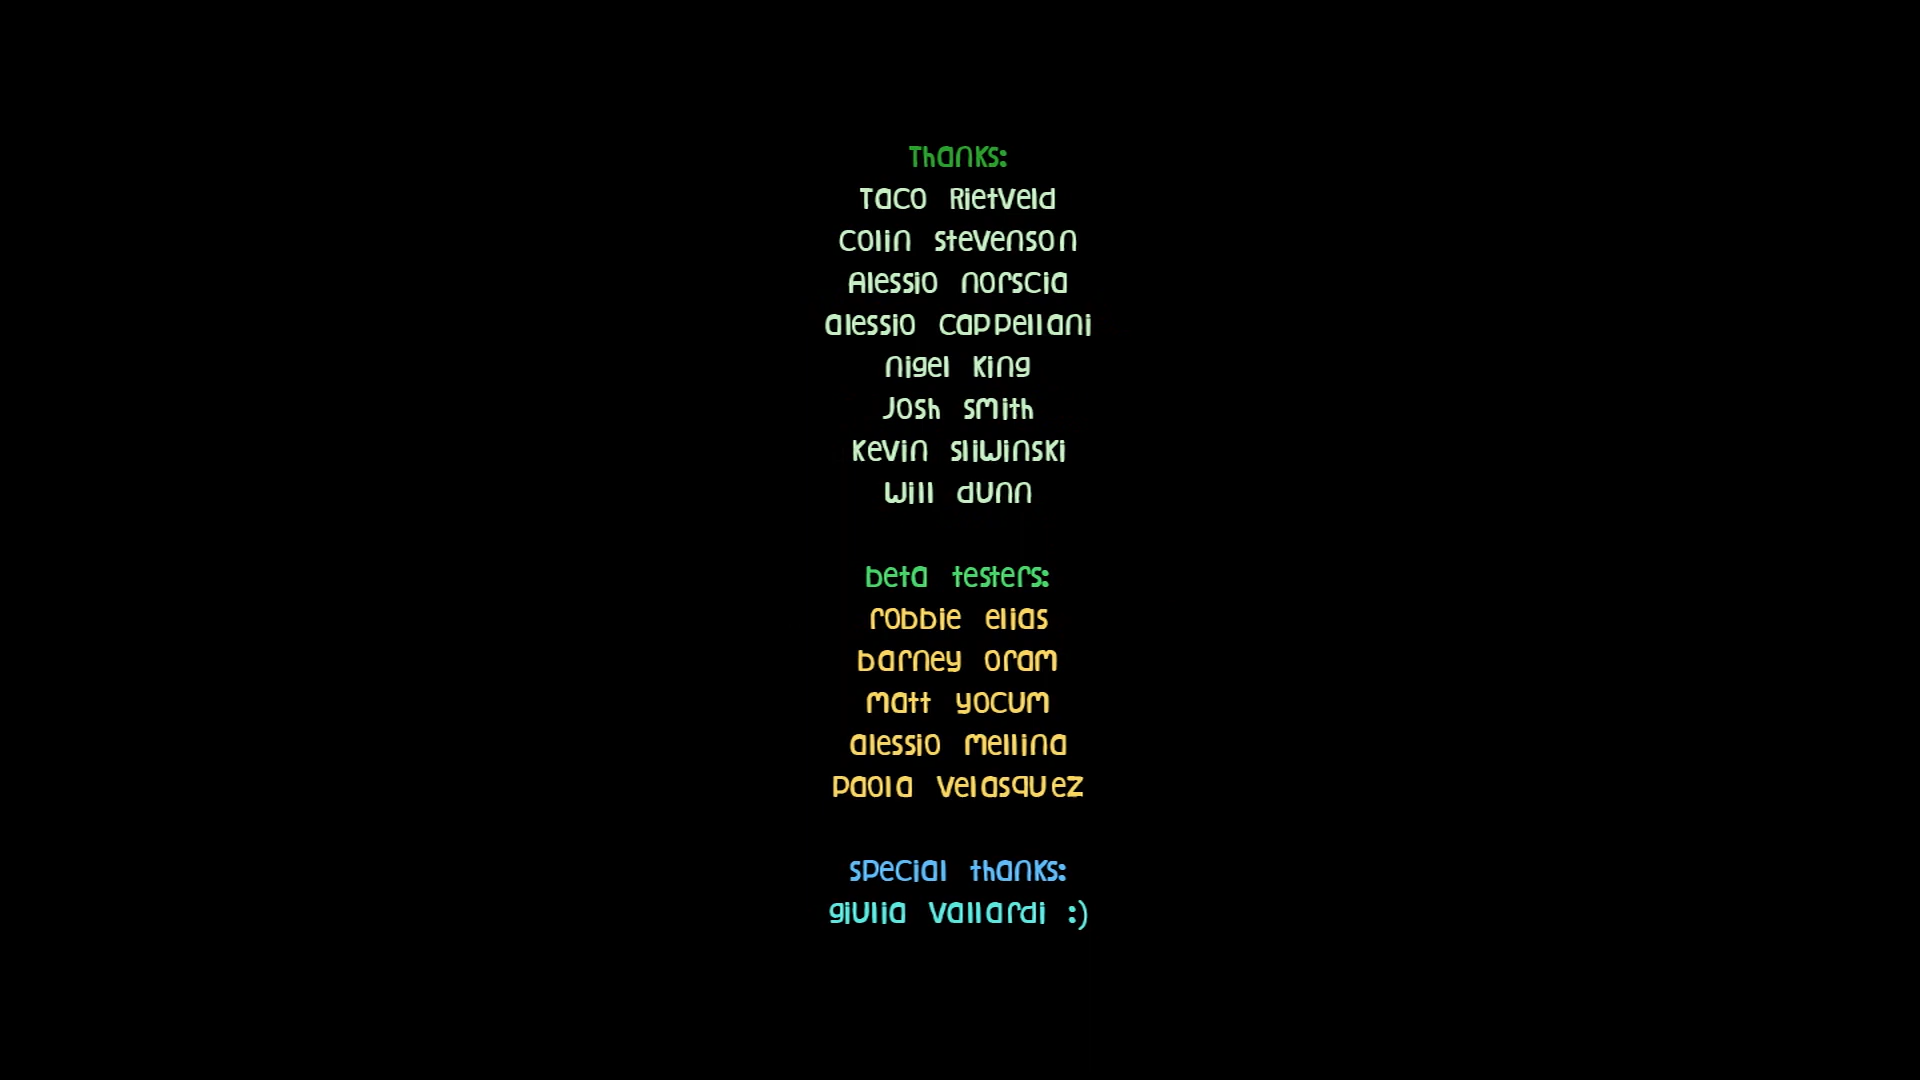 Thanks:
Taco Rietveld
Colin stevenson
Alessio norscia
alessio cappellani
nigel king
Josh smith
kevin sliwinski
will dunn
beta testers:
robbie elias
barney oram
matt yocum
alessio mellina
paola velasquez
special thanks:
giulia vallardi :)